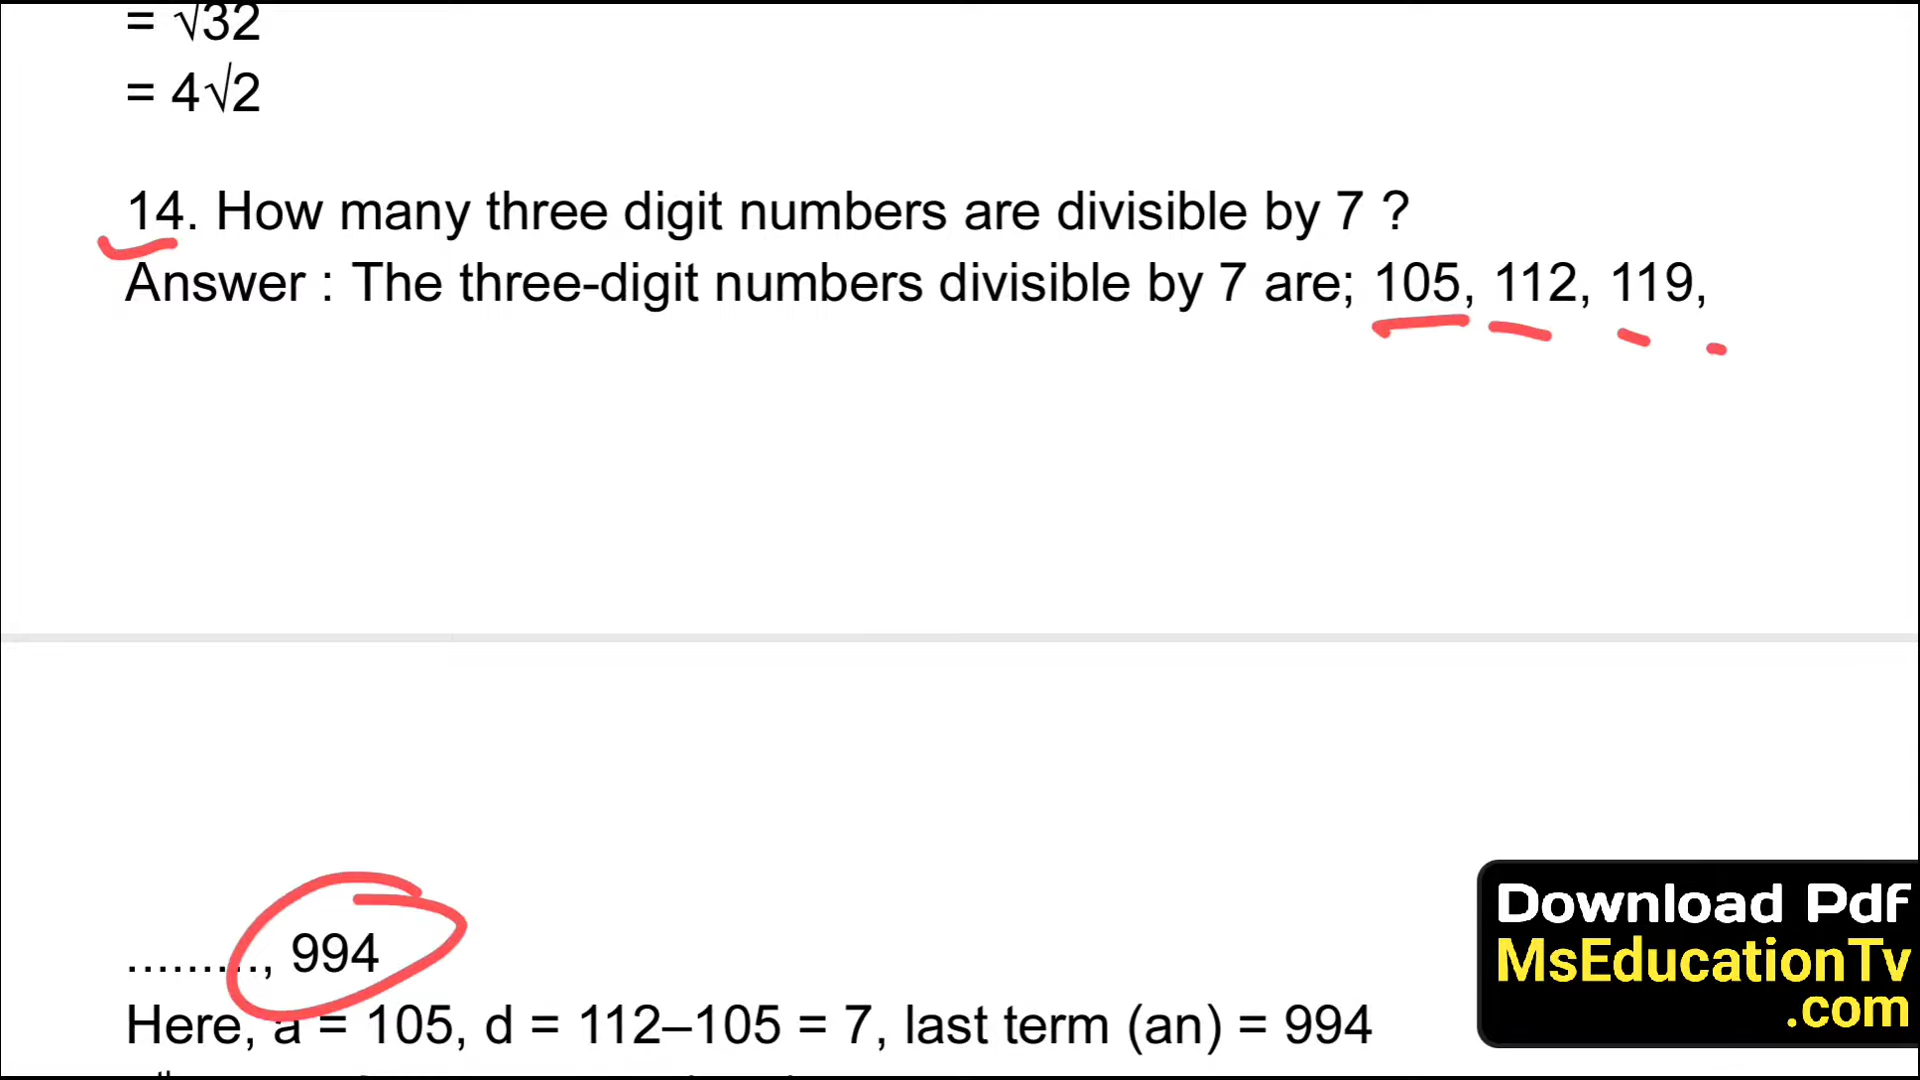 = √32
= 4√2
14. How many three digit numbers are divisible by 7 ?
Answer : The three-digit numbers divisible by 7 are; 105, 112, 119,
.........., 994
Here, a = 105, d = 112–105 = 7, last term (an) = 994
Download Pdf
MsEducationTv
.com